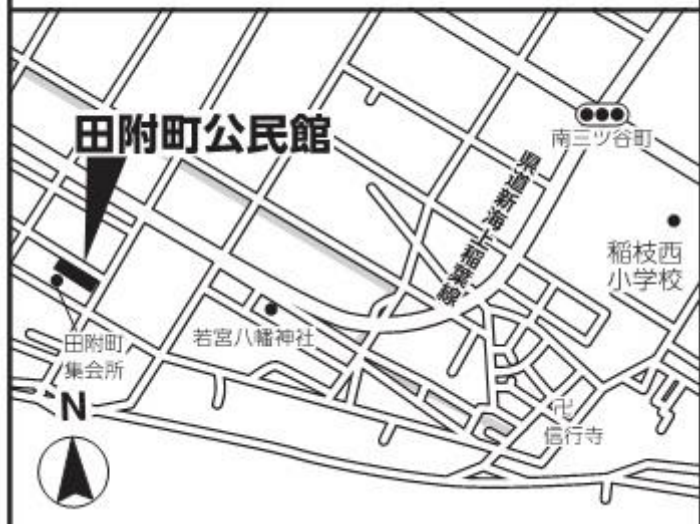 田附町公民館
南三ツ谷町
県道新海上稲葉線
稲枝西
小学校
若宮八幡神社
田附町
集会所
N
卍
信行寺